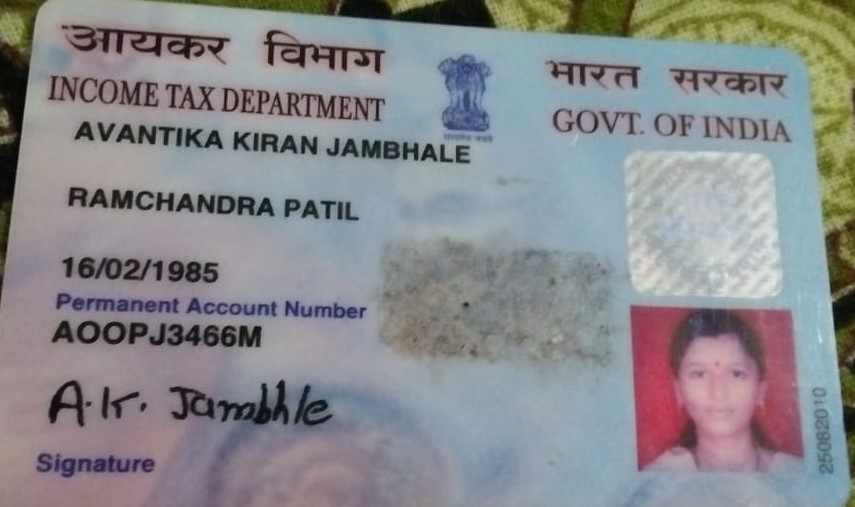 आयकर विभाग
INCOME TAX DEPARTMENT
भारत सरकार
GOVT. OF INDIA
AVANTIKA KIRAN JAMBHALE
RAMCHANDRA PATIL
16/02/1985
Permanent Account Number
AOOPJ3466M
A.K. Jambhle
Signature
25082010